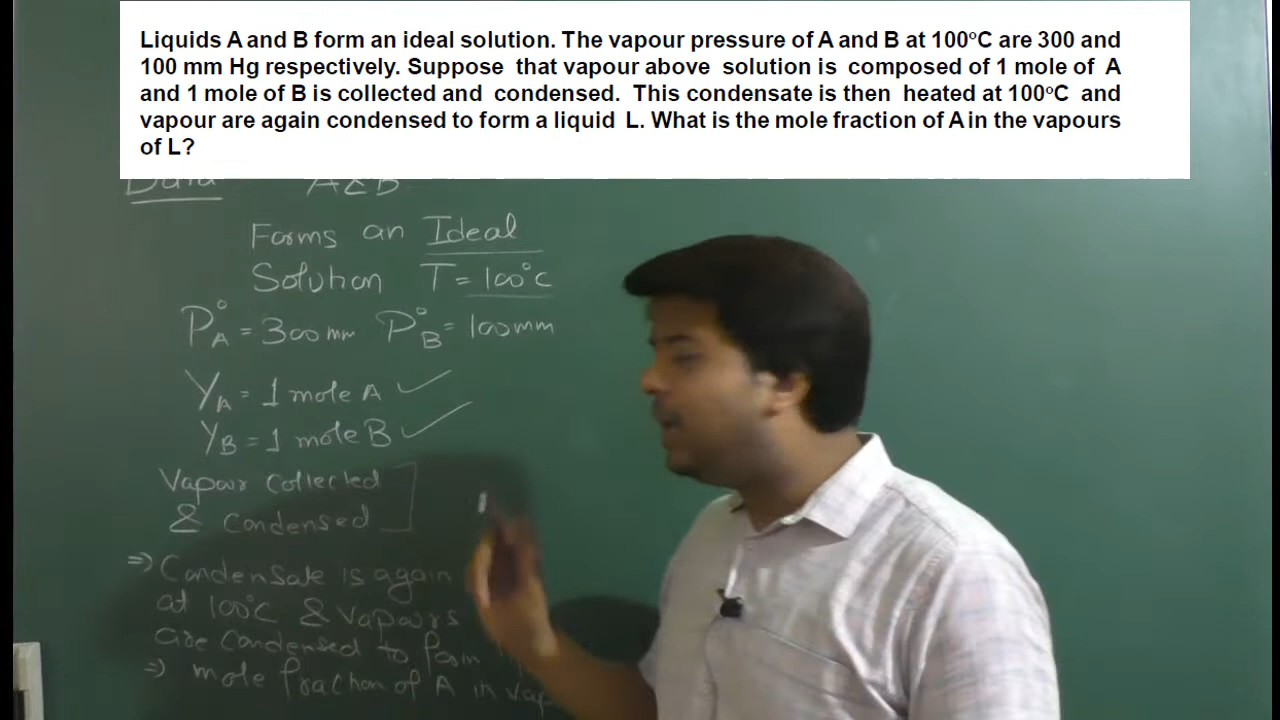 Liquids A and B form an ideal solution. The vapour pressure of A and B at 100°C are 300 and
100 mm Hg respectively. Suppose that vapour above solution is composed of 1 mole of A
and 1 mole of B is collected and condensed. This condensate is then heated at 100°C and
vapour are again condensed to form a liquid L. What is the mole fraction of A in the vapours
of L?
Data A & B
Forms an Ideal
Solution T = 100°C
P°A = 300 mm P°B = 100mm
YA = 1 mole A ✓
YB = 1 mole B ✓
Vapour Collected
& Condensed
⇒ Condensate is again
at 100°C & Vapours
are Condensed to form
⇒ mole fraction of A in vap